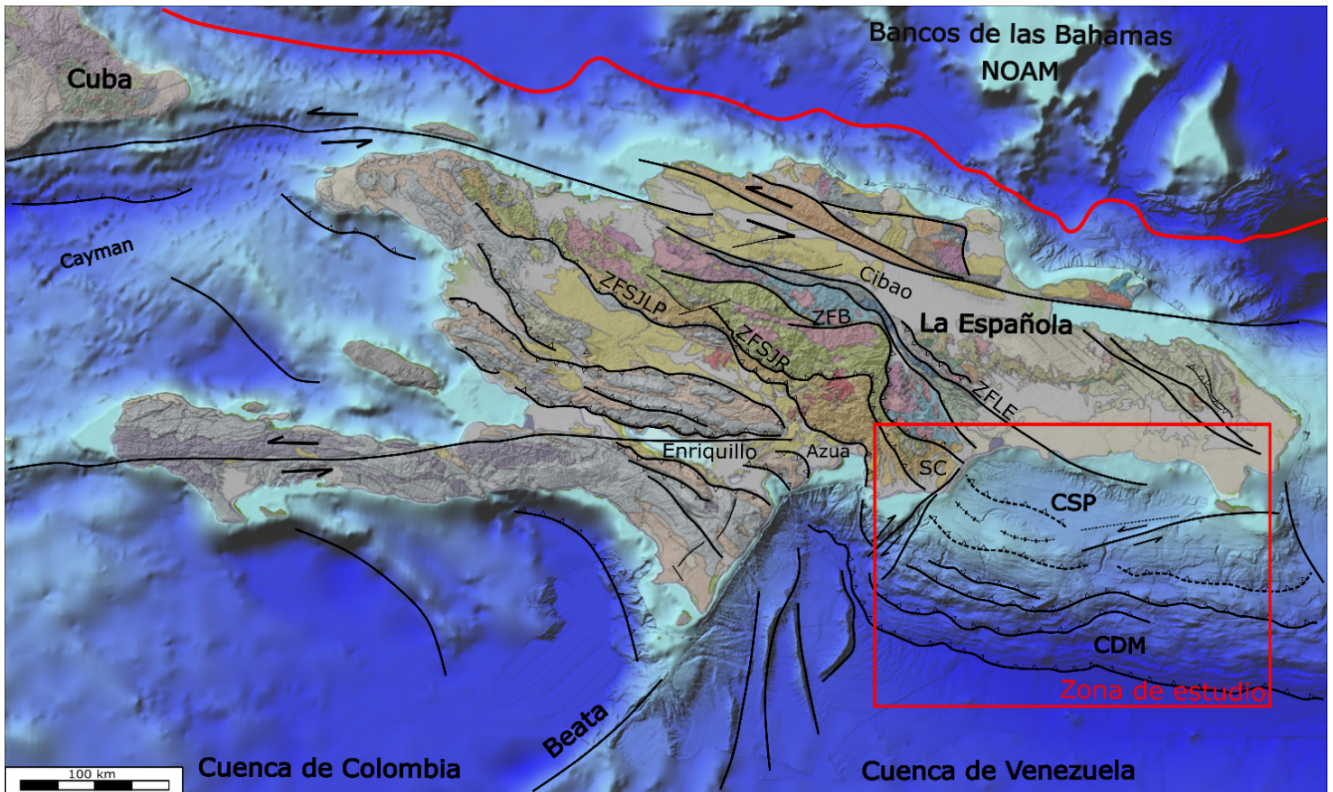 Bancos de las Bahamas
NOAM
Cuba
Cayman
Cibao
ZFSJLP
ZFB
La Española
ZFSJR
ZFLE
Enriquillo
Azua
SC
CSP
CDM
Zona de estudio
Beata
Cuenca de Colombia
Cuenca de Venezuela
100 km